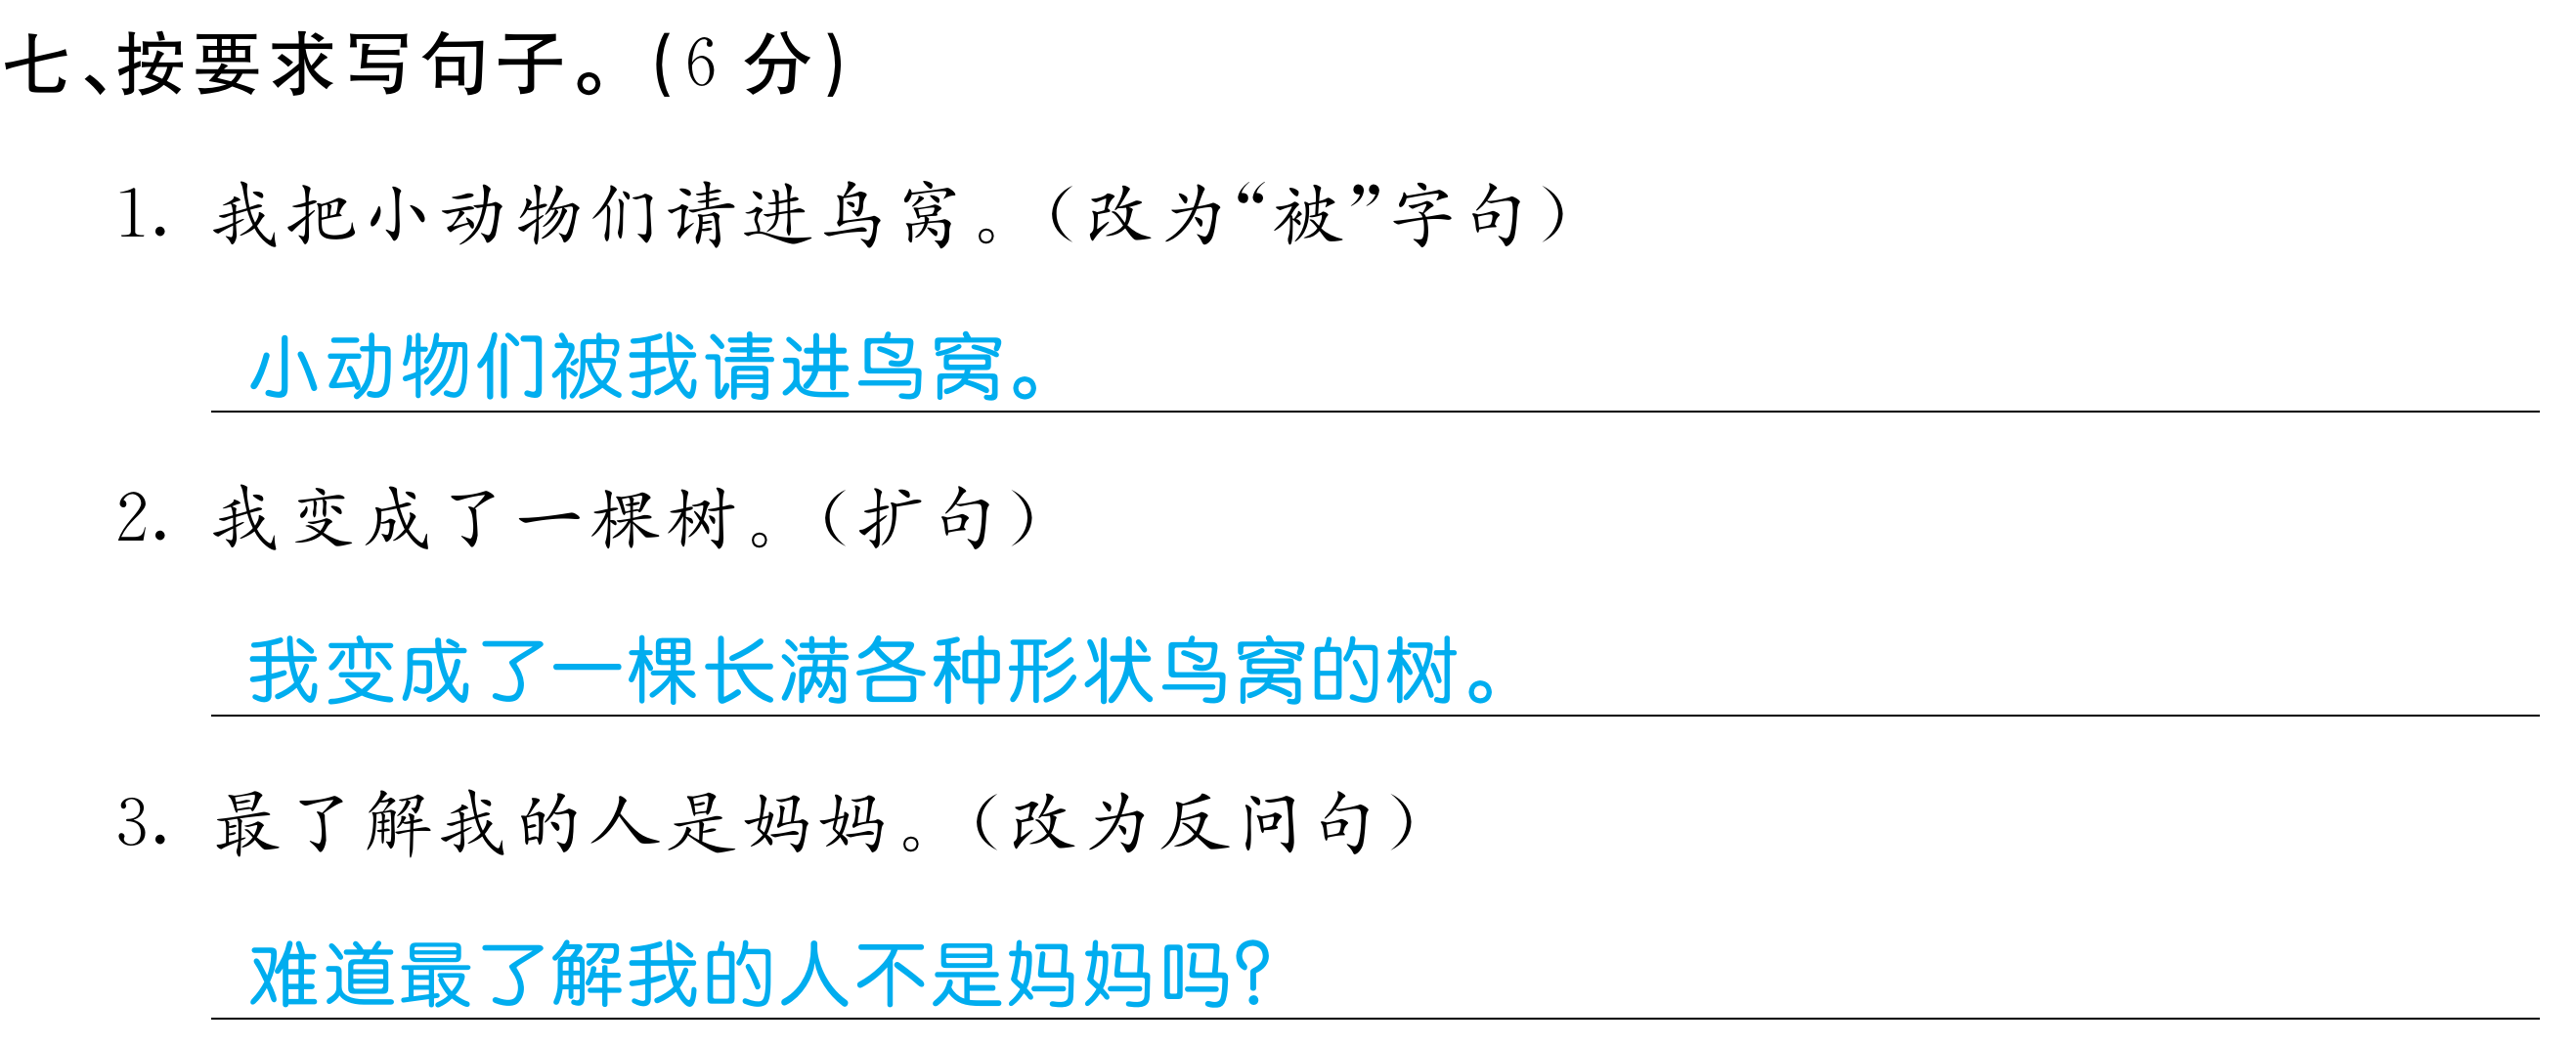 七、按要求写句子。(6 分)
1. 我把小动物们请进鸟窝。(改为“被”字句)
小动物们被我请进鸟窝。
2. 我变成了一棵树。(扩句)
我变成了一棵长满各种形状鸟窝的树。
3. 最了解我的人是妈妈。(改为反问句)
难道最了解我的人不是妈妈吗?